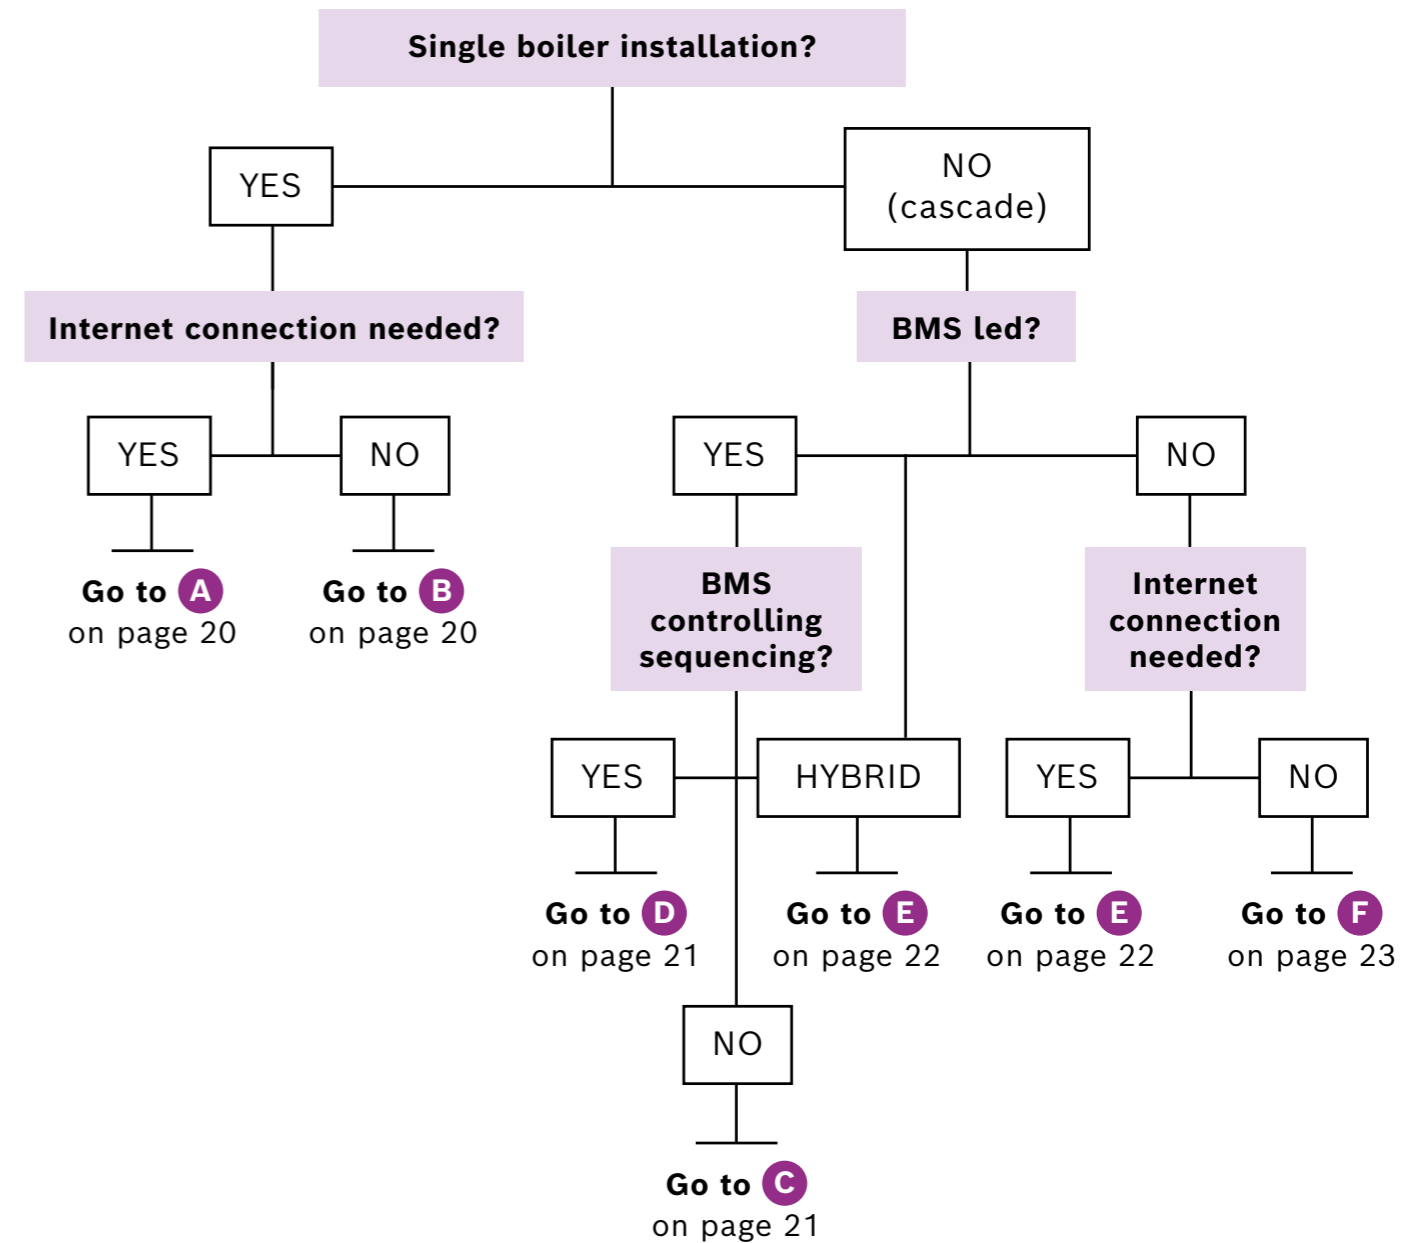 Single boiler installation?
YES
NO
(cascade)
Internet connection needed?
BMS led?
YES
NO
YES
NO
Go to A
on page 20
Go to B
on page 20
BMS
controlling
sequencing?
Internet
connection
needed?
YES
HYBRID
YES
NO
Go to D
on page 21
Go to E
on page 22
Go to E
on page 22
Go to F
on page 23
NO
Go to C
on page 21